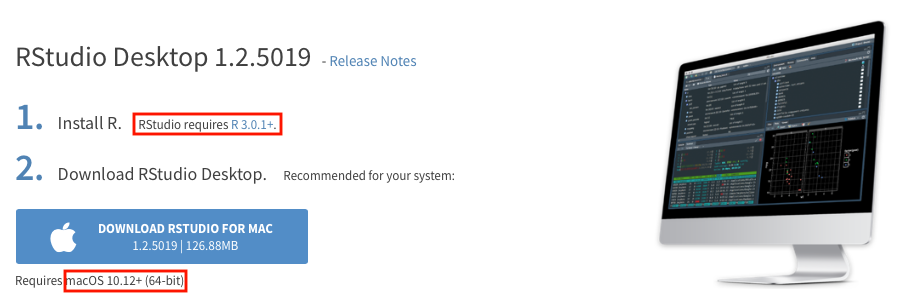 RStudio Desktop 1.2.5019 - Release Notes
1. Install R. RStudio requires R 3.0.1+.
2. Download RStudio Desktop. Recommended for your system:
DOWNLOAD RSTUDIO FOR MAC
1.2.5019 | 126.88MB
Requires macOS 10.12+ (64-bit)